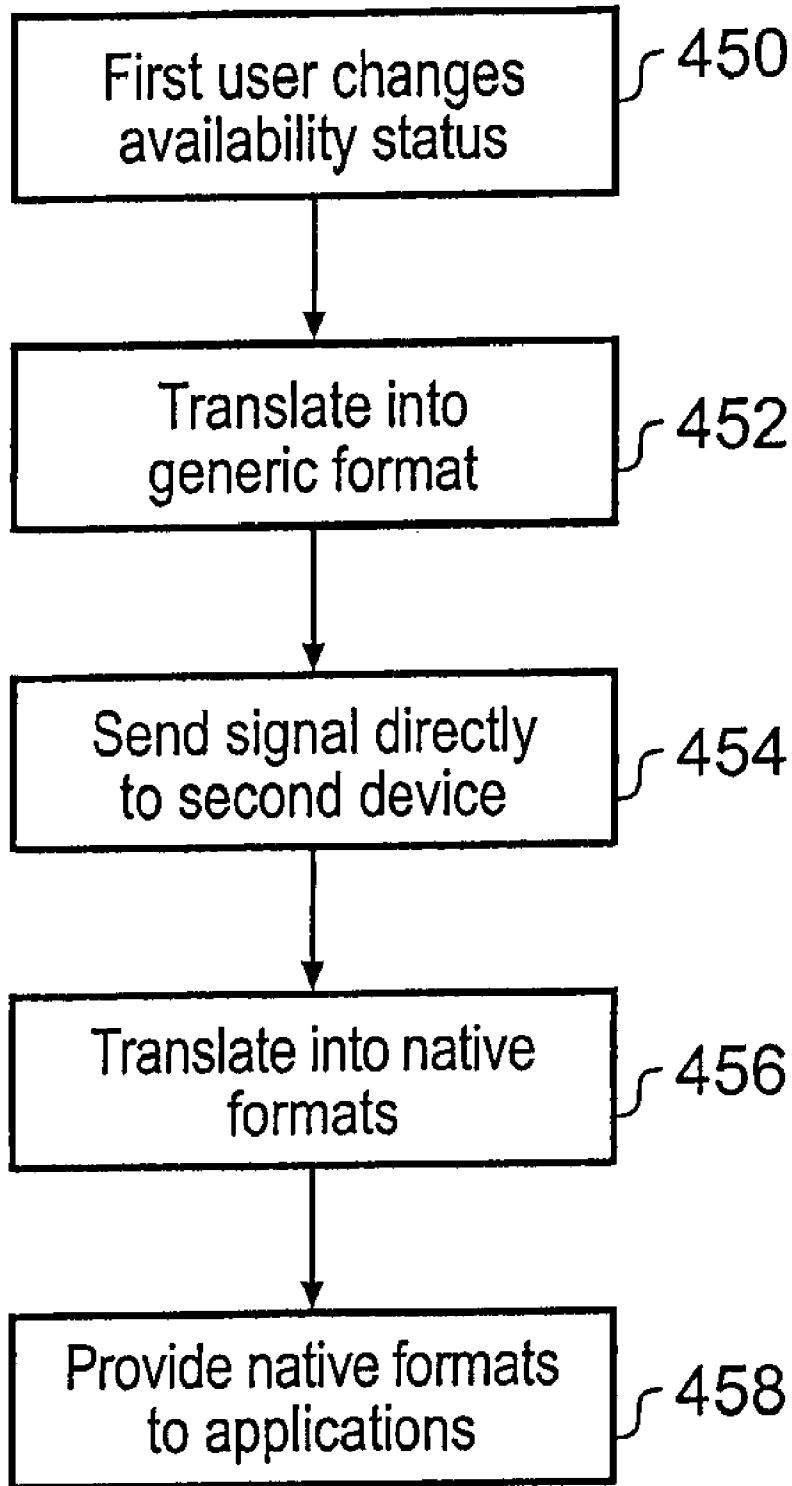 First user changes
availability status
450
Translate into
generic format
452
Send signal directly
to second device
454
Translate into native
formats
456
Provide native formats
to applications
458